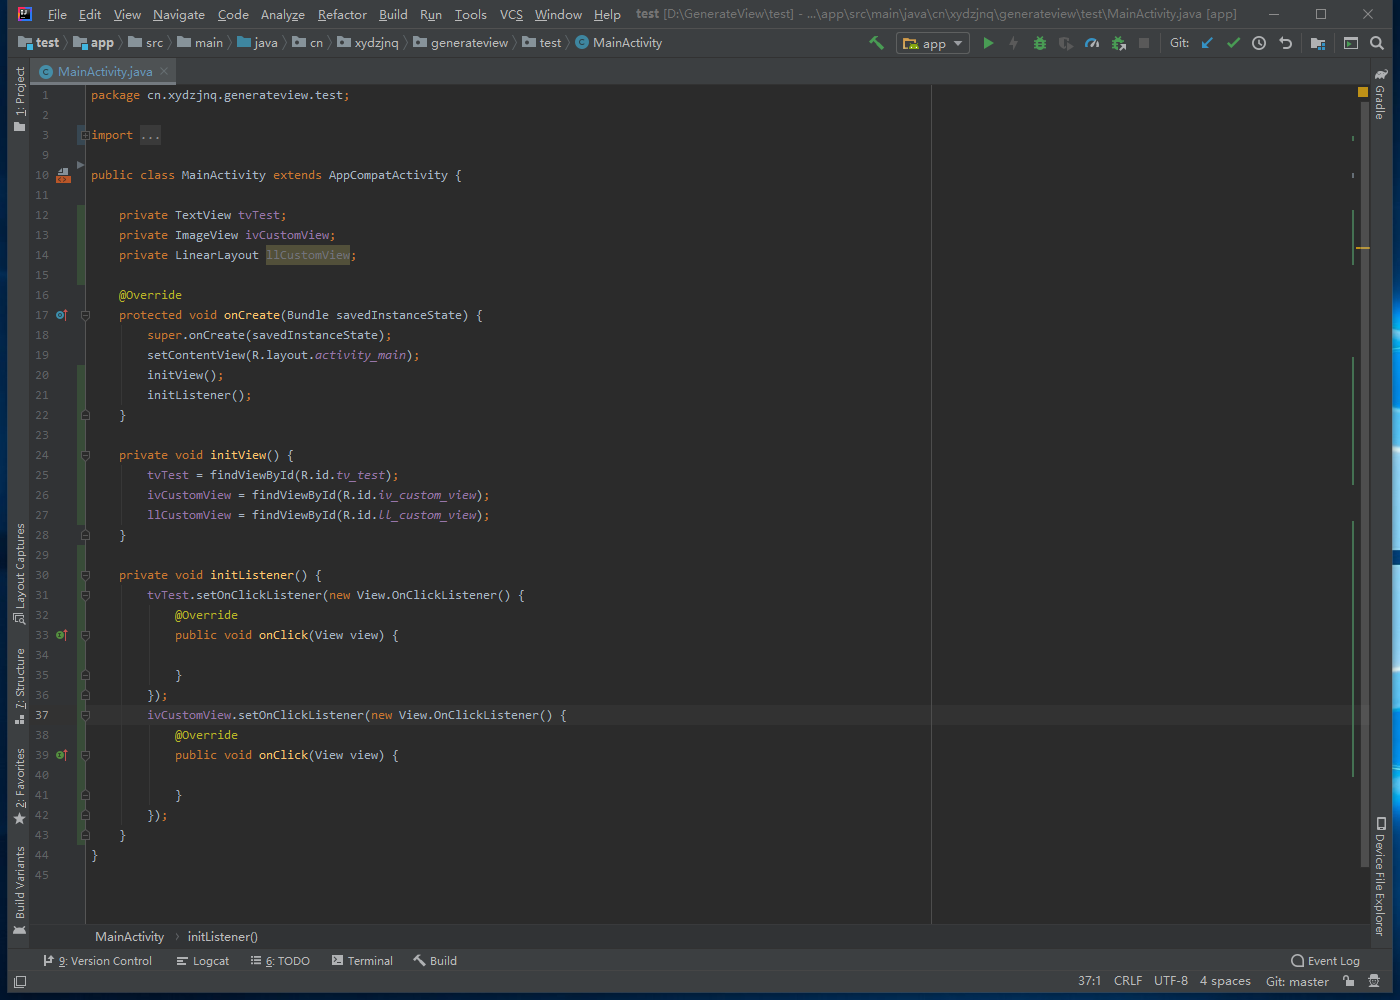 File Edit View Navigate Code Analyze Refactor Build Run Tools VCS Window Help test [D:\GenerateView\test] - ...\app\src\main\java\cn\xydzjnq\generateview\test\MainActivity.java [app]
test app src main java cn xydzjnq generateview test MainActivity app Git:
MainActivity.java
1 package cn.xydzjnq.generateview.test;
2
3 import ...
9
10 public class MainActivity extends AppCompatActivity {
11
12 private TextView tvTest;
13 private ImageView ivCustomView;
14 private LinearLayout llCustomView;
15
16 @Override
17 protected void onCreate(Bundle savedInstanceState) {
18 super.onCreate(savedInstanceState);
19 setContentView(R.layout.activity_main);
20 initView();
21 initListener();
22 }
23
24 private void initView() {
25 tvTest = findViewById(R.id.tv_test);
26 ivCustomView = findViewById(R.id.iv_custom_view);
27 llCustomView = findViewById(R.id.ll_custom_view);
28 }
29
30 private void initListener() {
31 tvTest.setOnClickListener(new View.OnClickListener() {
32 @Override
33 public void onClick(View view) {
34
35 }
36 });
37 ivCustomView.setOnClickListener(new View.OnClickListener() {
38 @Override
39 public void onClick(View view) {
40
41 }
42 });
43 }
44 }
45
1: Project
Layout Captures
7: Structure
2: Favorites
Build Variants
Gradle
Device File Explorer
MainActivity initListener()
9: Version Control Logcat 6: TODO Terminal Build Event Log
37:1 CRLF UTF-8 4 spaces Git: master